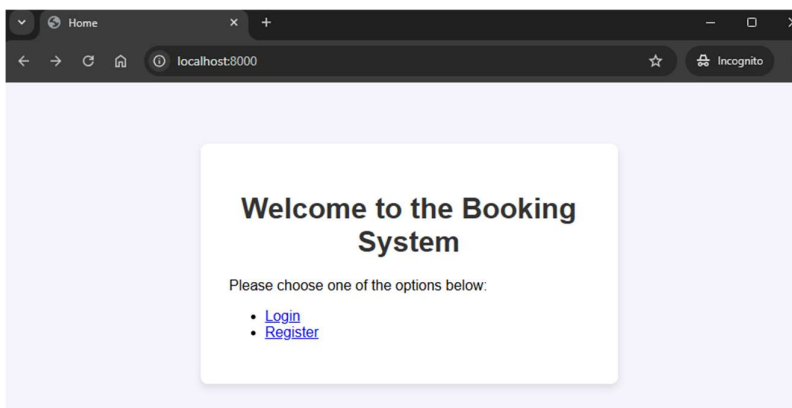 Home
localhost:8000
Incognito
Welcome to the Booking
System
Please choose one of the options below:
Login
Register